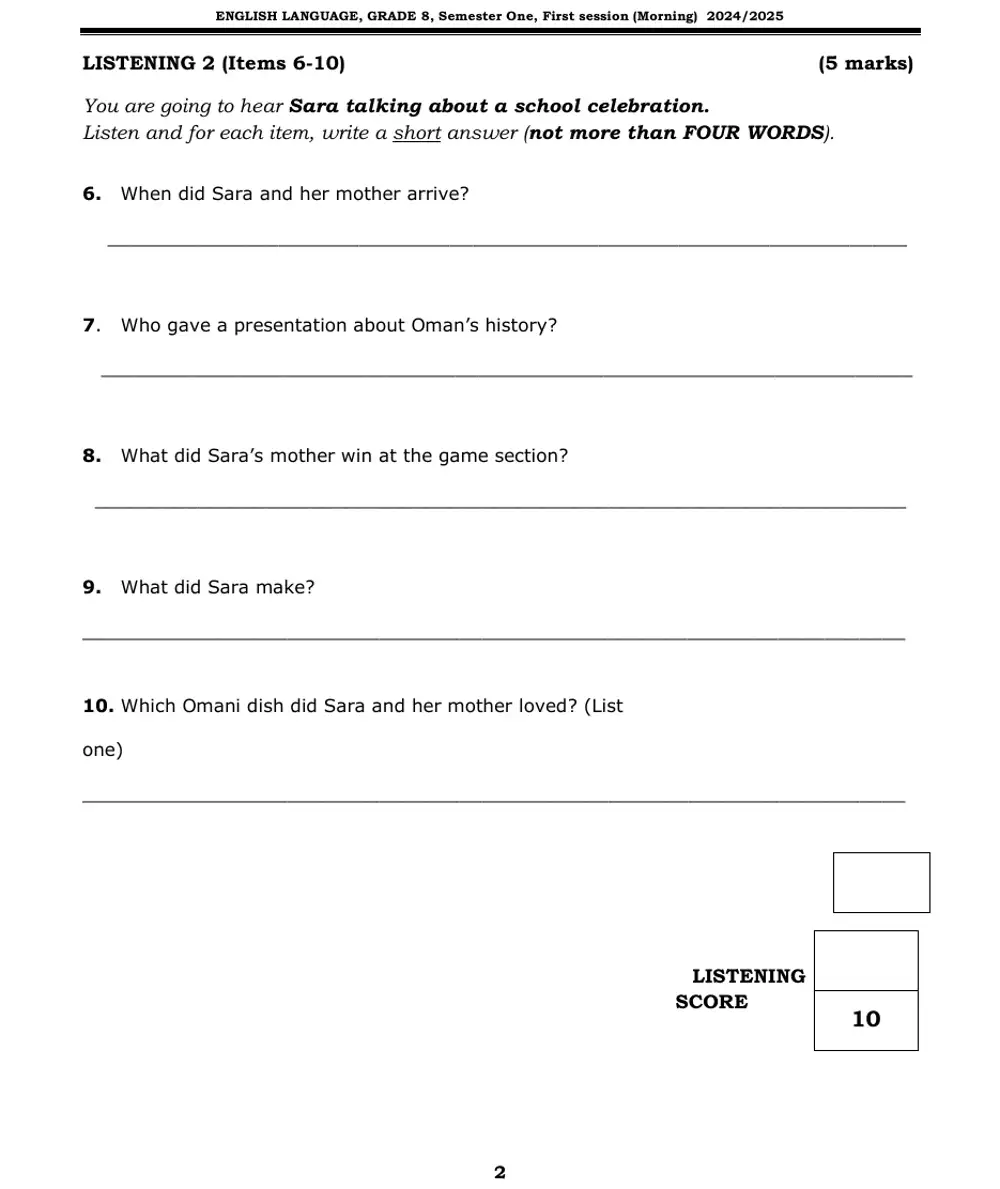 ENGLISH LANGUAGE, GRADE 8, Semester One, First session (Morning) 2024/2025
LISTENING 2 (Items 6-10) (5 marks)
You are going to hear Sara talking about a school celebration.
Listen and for each item, write a short answer (not more than FOUR WORDS).
6. When did Sara and her mother arrive?
7. Who gave a presentation about Oman’s history?
8. What did Sara’s mother win at the game section?
9. What did Sara make?
10. Which Omani dish did Sara and her mother loved? (List
one)
LISTENING
SCORE
10
2